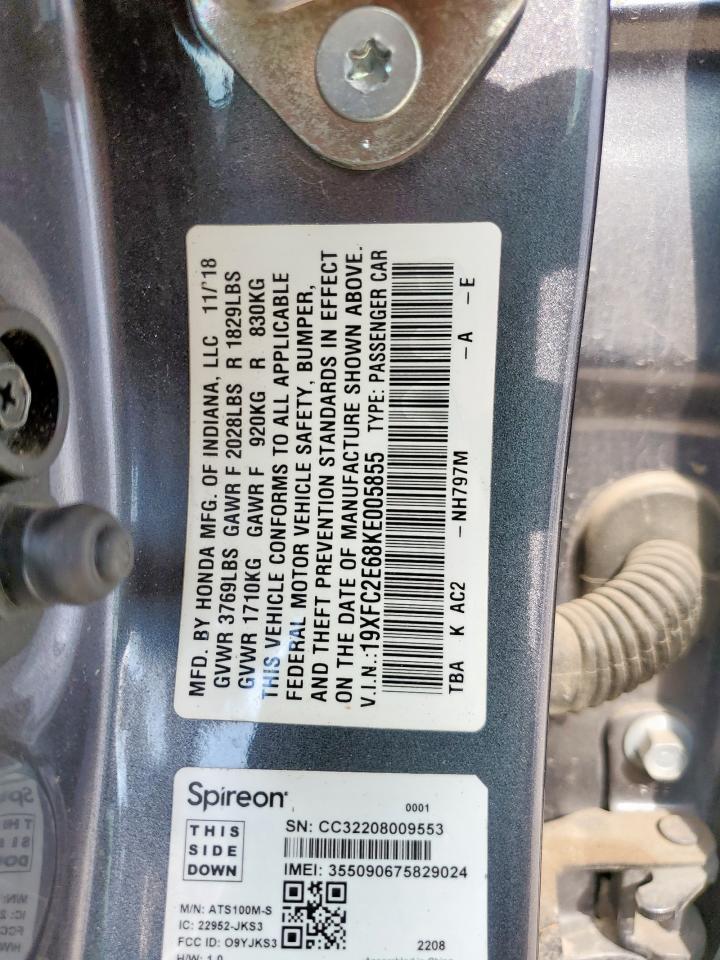 MFD. BY HONDA MFG. OF INDIANA, LLC 11/18
GVWR 3769LBS GAWR F 2028LBS R 1829LBS
GVWR 1710KG GAWR F 920KG R 830KG
THIS VEHICLE CONFORMS TO ALL APPLICABLE
FEDERAL MOTOR VEHICLE SAFETY, BUMPER,
AND THEFT PREVENTION STANDARDS IN EFFECT
ON THE DATE OF MANUFACTURE SHOWN ABOVE.
V.I.N.:19XFC2E68KE005855 TYPE: PASSENGER CAR
TBA K AC2 -NH797M -A -E
Spireon
0001
THIS
SIDE
DOWN
SN: CC32208009553
IMEI: 355090675829024
M/N: ATS100M-S
IC: 22952-JKS3
FCC ID: O9YJKS3
H/W: 1.0
2208
Assembled in